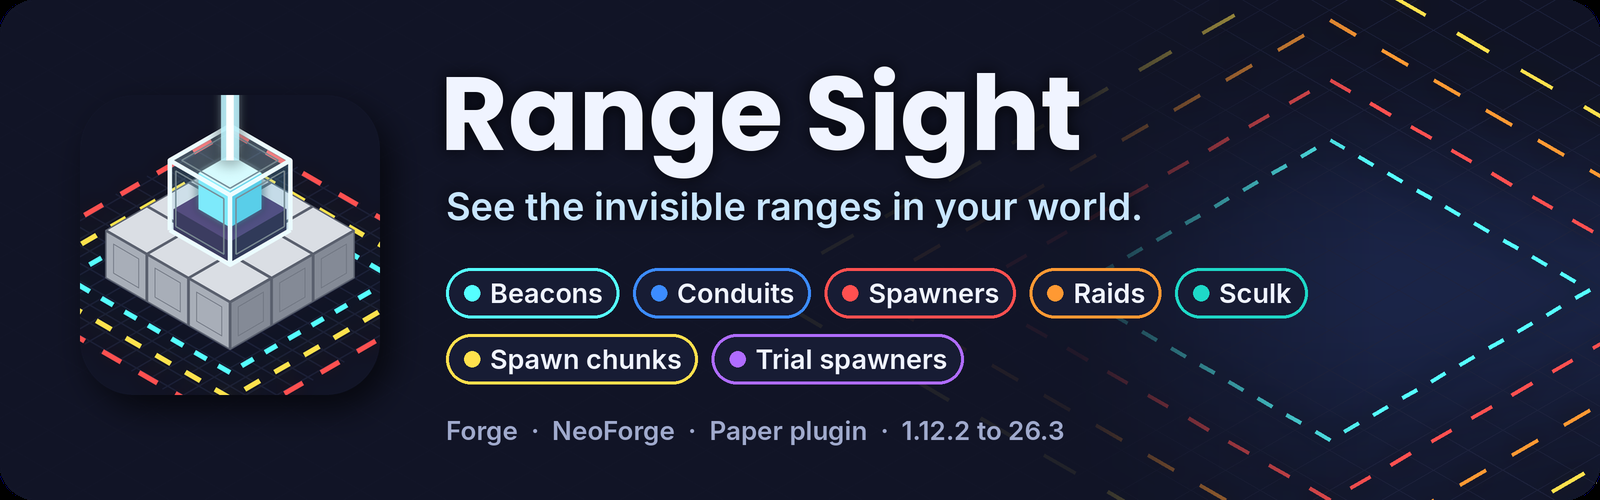 Range Sight
See the invisible ranges in your world.
Beacons Conduits Spawners Raids Sculk
Spawn chunks Trial spawners
Forge · NeoForge · Paper plugin · 1.12.2 to 26.3